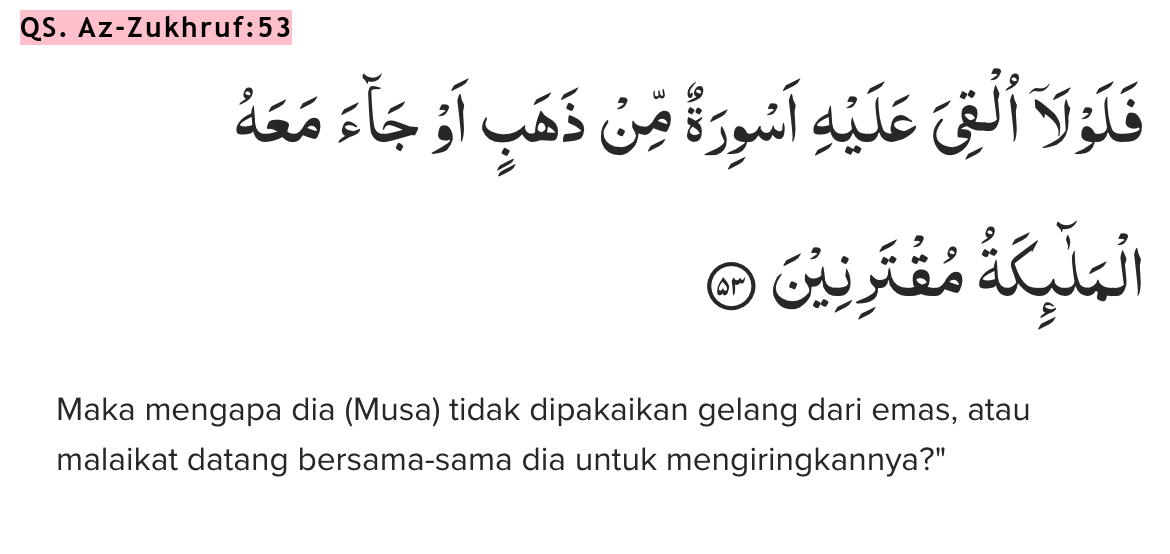 QS. Az-Zukhruf:53
فَلَوْلَآ اُلْقِيَ عَلَيْهِ اَسْوِرَةٌ مِّنْ ذَهَبٍ اَوْ جَاۤءَ مَعَهُ
الْمَلٰۤىِٕكَةُ مُقْتَرِنِيْنَ ۝٥٣
Maka mengapa dia (Musa) tidak dipakaikan gelang dari emas, atau
malaikat datang bersama-sama dia untuk mengiringkannya?"